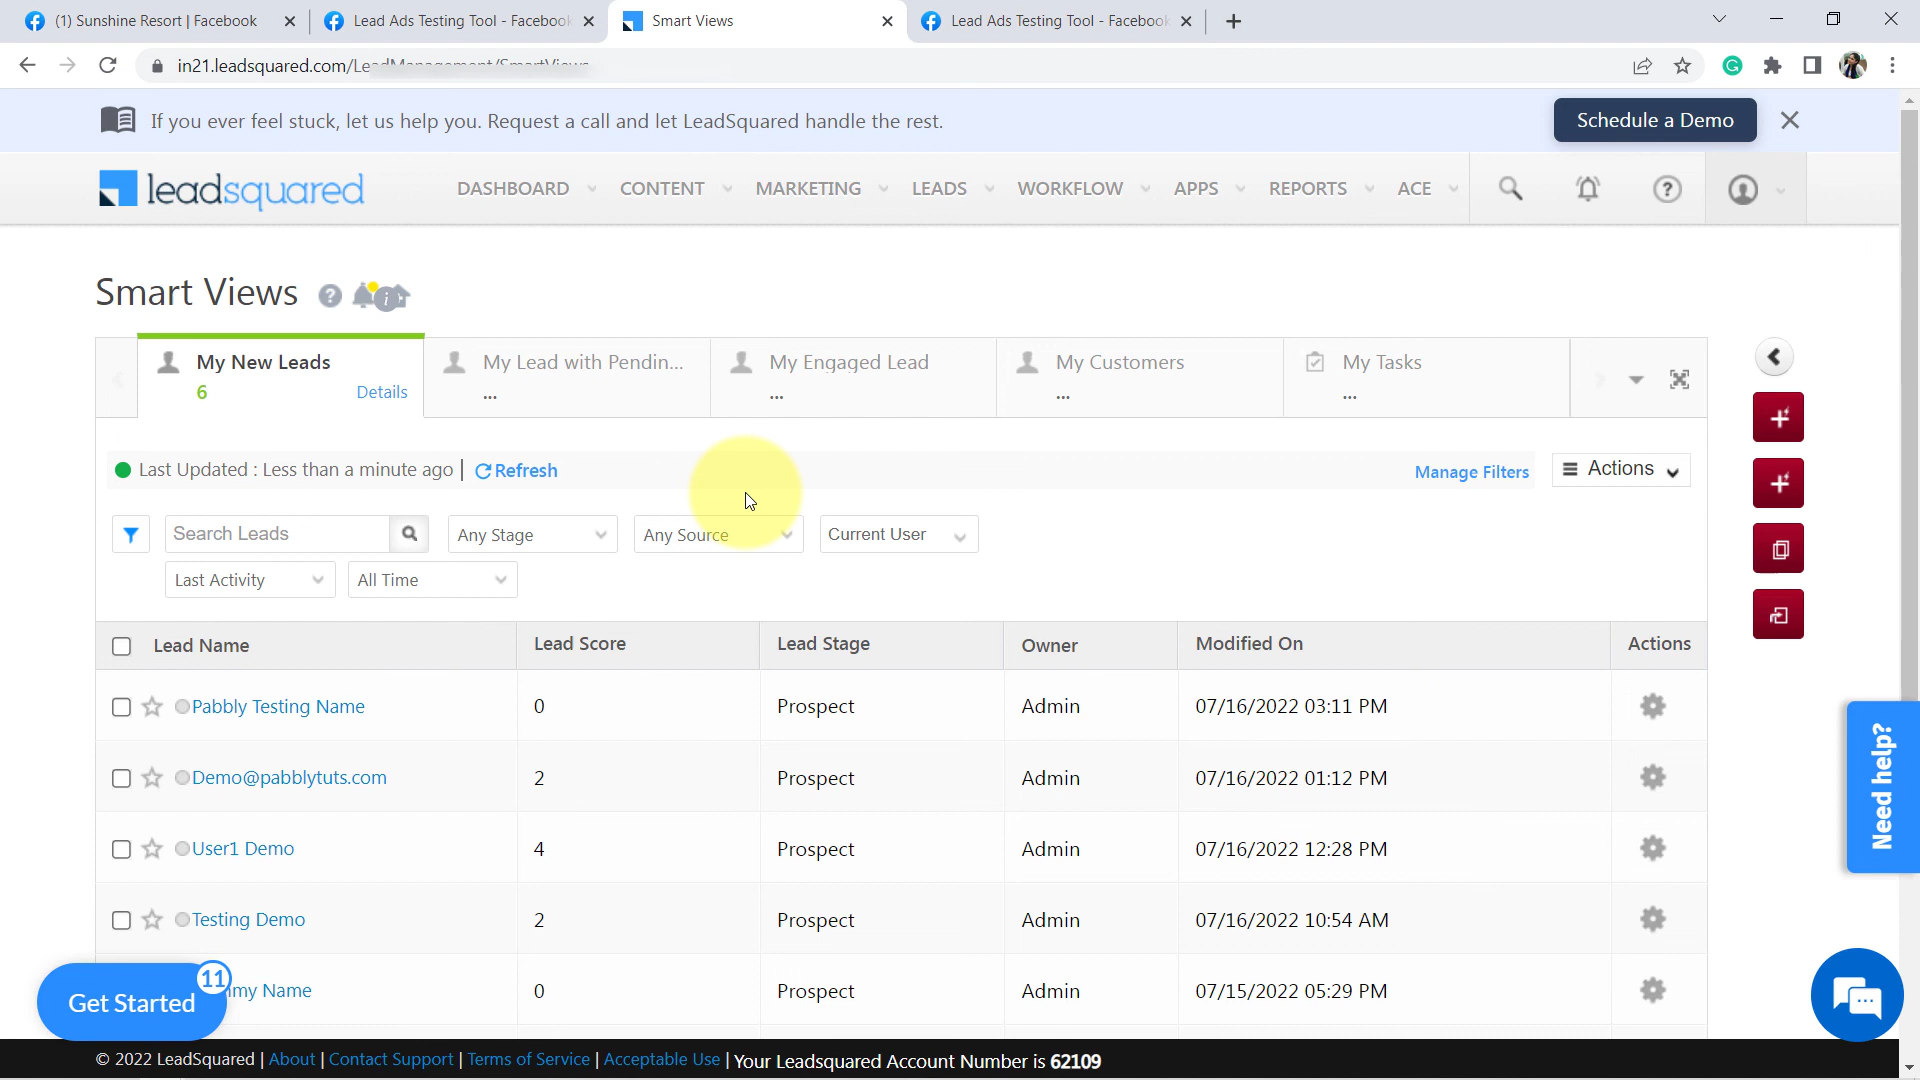 (1) Sunshine Resort | Facebook
Lead Ads Testing Tool - Facebook
Smart Views
Lead Ads Testing Tool - Facebook
in21.leadsquared.com/LeadManagement/SmartViews
If you ever feel stuck, let us help you. Request a call and let LeadSquared handle the rest.
Schedule a Demo
leadsquared
DASHBOARD
CONTENT
MARKETING
LEADS
WORKFLOW
APPS
REPORTS
ACE
Smart Views
My New Leads
6
Details
My Lead with Pendin...
...
My Engaged Lead
...
My Customers
...
My Tasks
...
Last Updated : Less than a minute ago | Refresh
Manage Filters
Actions
Search Leads
Any Stage
Any Source
Current User
Last Activity
All Time
Lead Name
Lead Score
Lead Stage
Owner
Modified On
Actions
Pabbly Testing Name
0
Prospect
Admin
07/16/2022 03:11 PM
Demo@pabblytuts.com
2
Prospect
Admin
07/16/2022 01:12 PM
User1 Demo
4
Prospect
Admin
07/16/2022 12:28 PM
Testing Demo
2
Prospect
Admin
07/16/2022 10:54 AM
my Name
0
Prospect
Admin
07/15/2022 05:29 PM
Get Started
11
Need help?
© 2022 LeadSquared | About | Contact Support | Terms of Service | Acceptable Use | Your Leadsquared Account Number is 62109